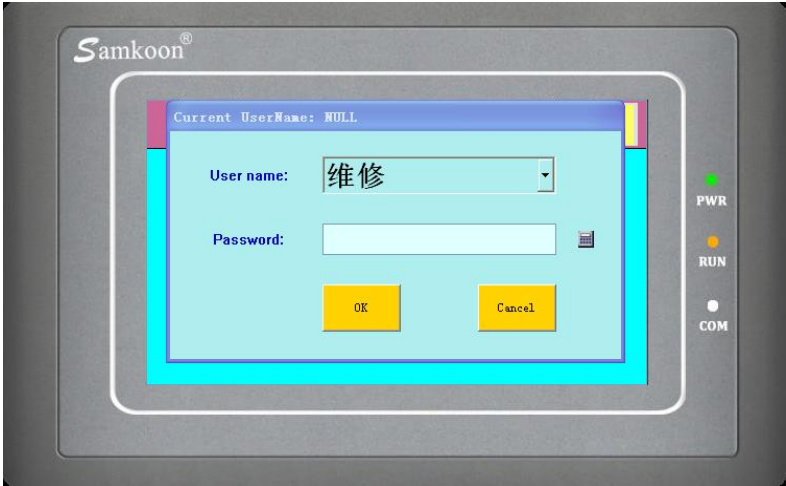 Samkoon®
Current UserName: NULL
User name: 维修
Password:
OK Cancel
PWR
RUN
COM